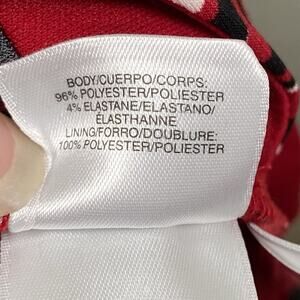 BODY/CUERPO/CORPS:
96% POLYESTER/POLIESTER
4% ELASTANE/ELASTANO/
ÉLASTHANNE
LINING/FORRO/DOUBLURE:
100% POLYESTER/POLIESTER